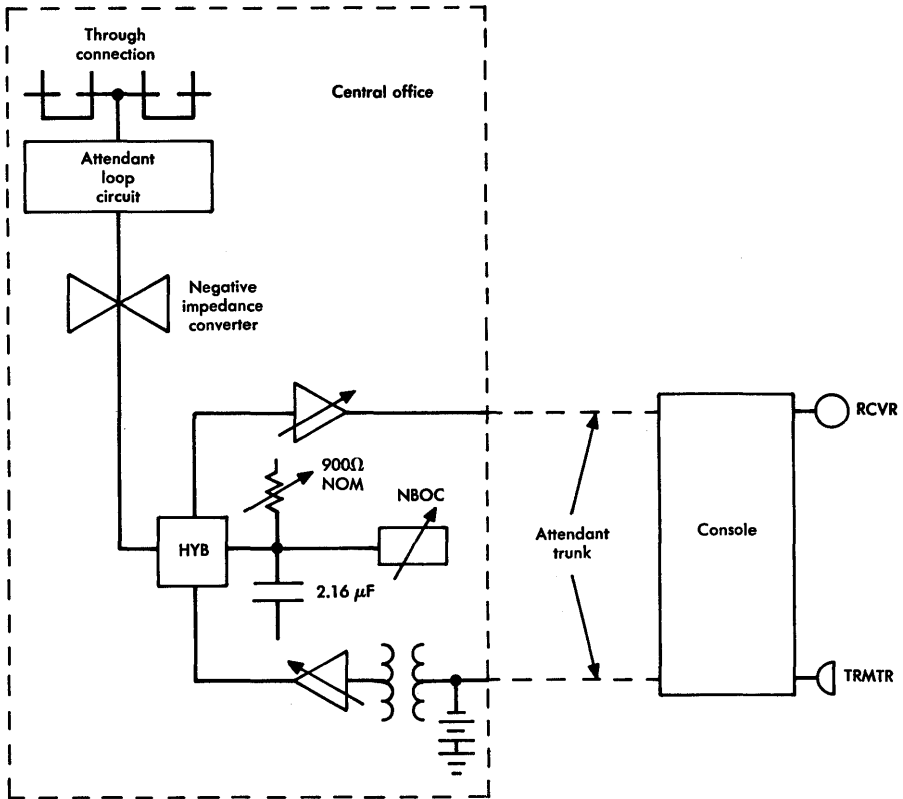 Through
connection
Central office
Attendant
loop
circuit
Negative
impedance
converter
RCVR
900Ω
NOM
NBOC
Attendant
trunk
Console
HYB
2.16 μF
TRMTR